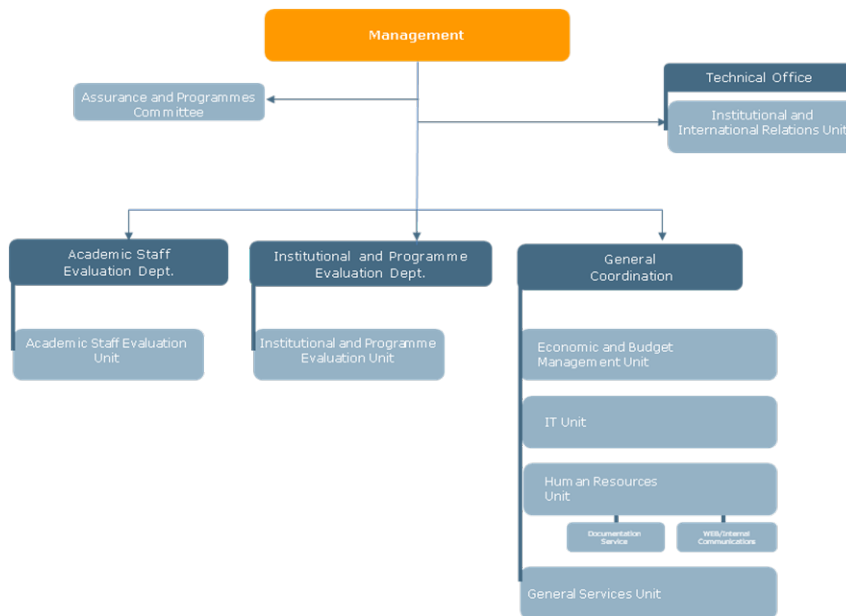 Management
Assurance and Programmes
Committee
Technical Office
Institutional and
International Relations Unit
Academic Staff
Evaluation Dept.
Institutional and Programme
Evaluation Dept.
General
Coordination
Academic Staff Evaluation
Unit
Institutional and Programme
Evaluation Unit
Economic and Budget
Management Unit
IT Unit
Human Resources
Unit
Documentation
Service
WEB/Internal
Communications
General Services Unit